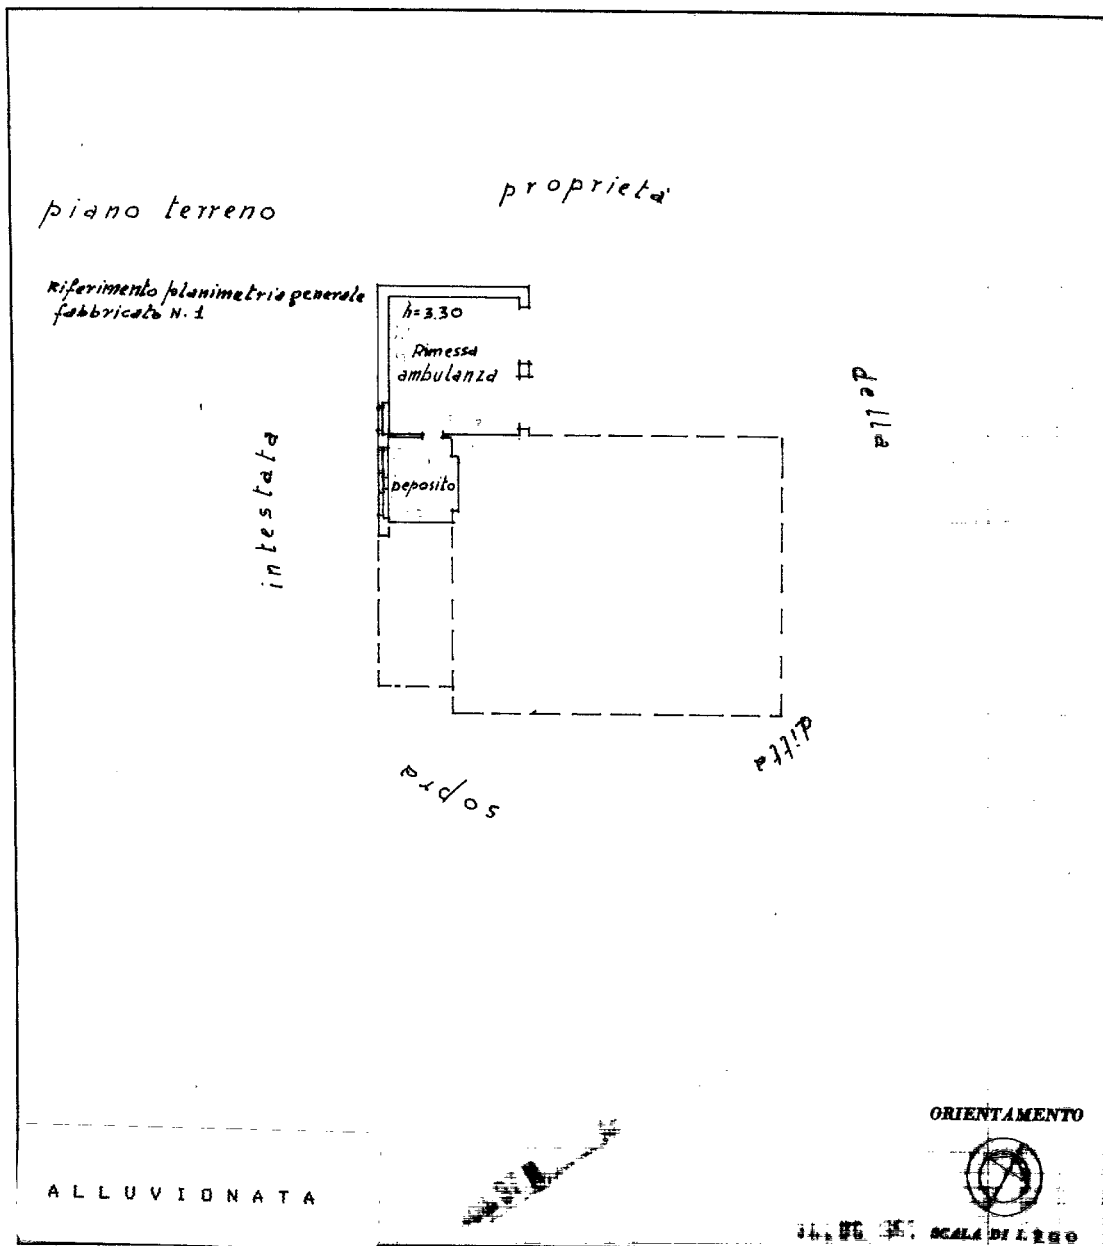 proprietà
piano terreno
Riferimento planimetria generale
fabbricato N. 1
h=3.30
Rimessa
ambulanza
della
Deposito
intestata
ditta
sopra
ORIENTAMENTO
ALLUVIONATA
SCALA DI 1:200